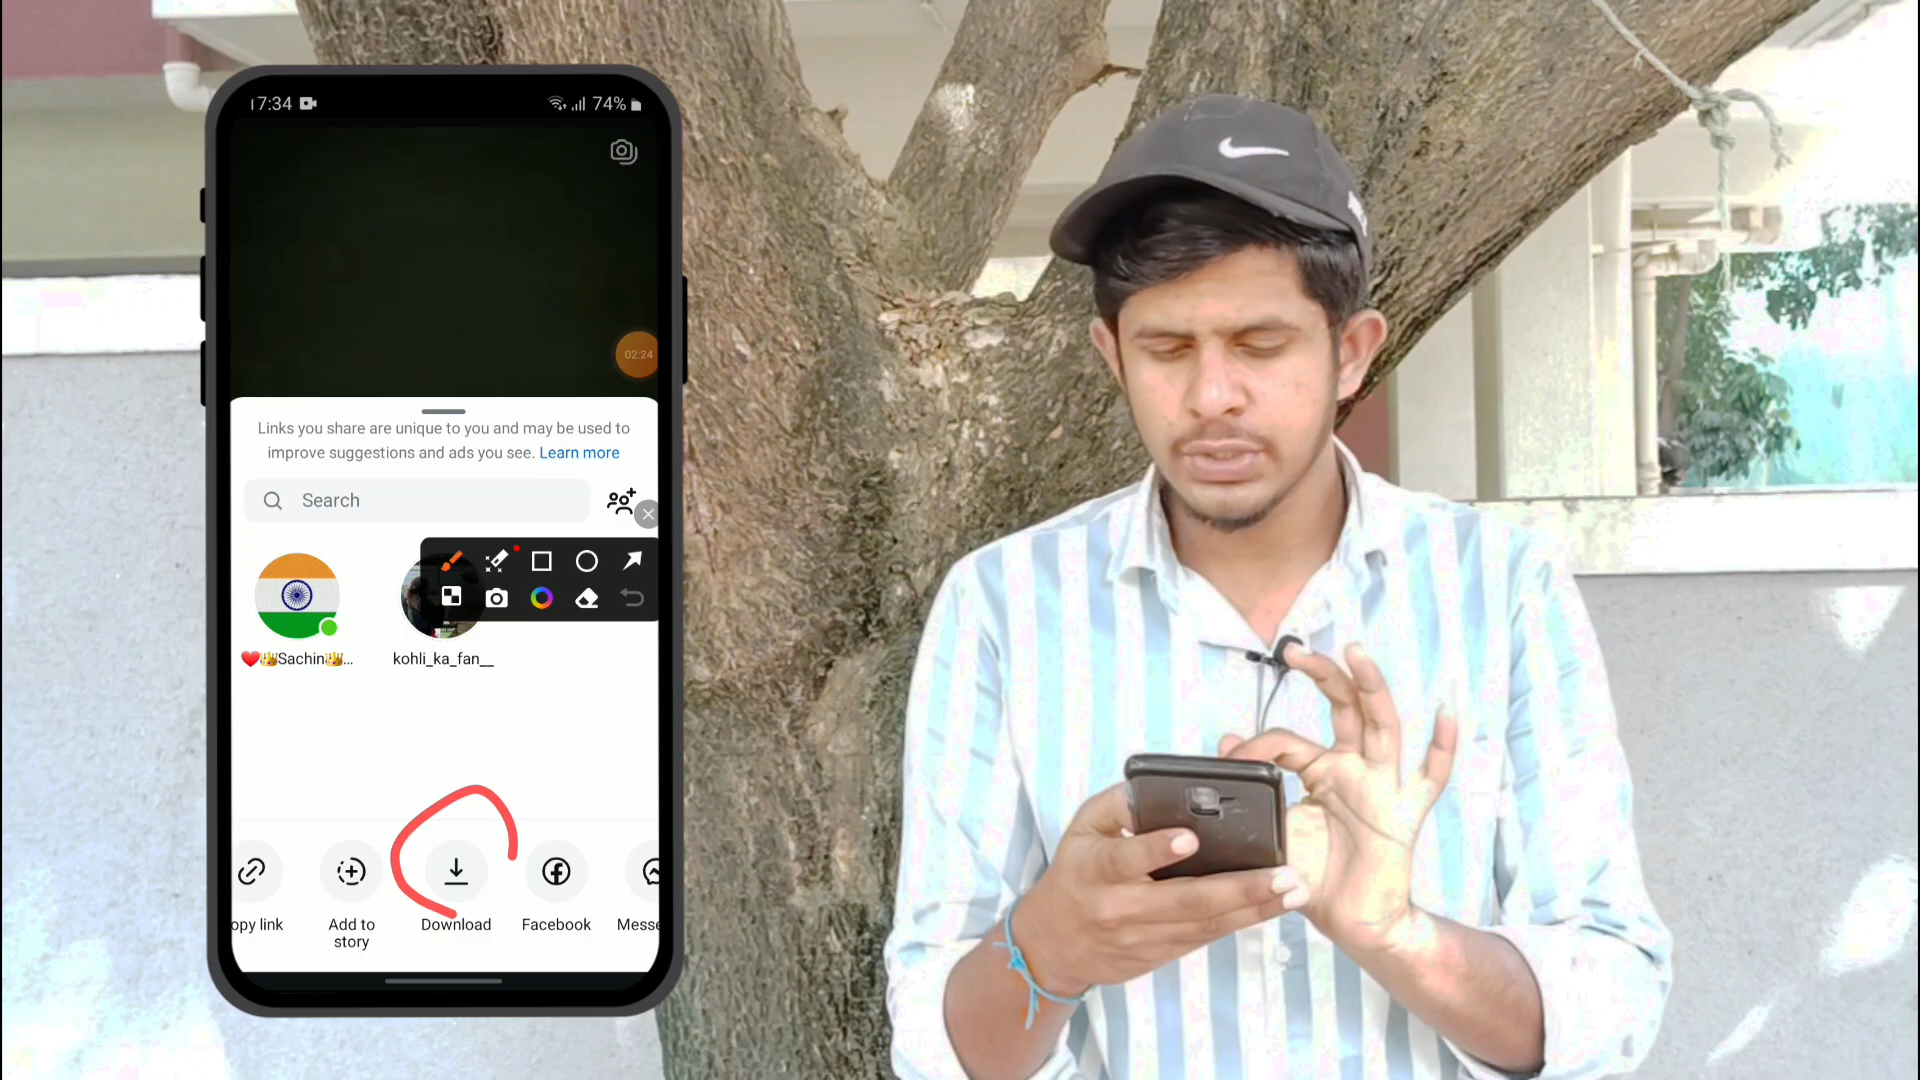 17:34
74%
02:24
Links you share are unique to you and may be used to
improve suggestions and ads you see. Learn more
Search
❤️👑Sachin👑...
kohli_ka_fan__
opy link
Add to
story
Download
Facebook
Messe